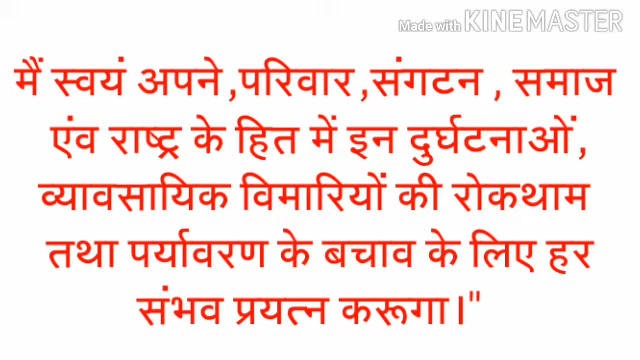 Made with KINEMASTER
मैं स्वयं अपने,परिवार,संगटन , समाज
एंव राष्ट्र के हित में इन दुर्घटनाओं,
व्यावसायिक विमारियों की रोकथाम
तथा पर्यावरण के बचाव के लिए हर
संभव प्रयत्न करूगा।"